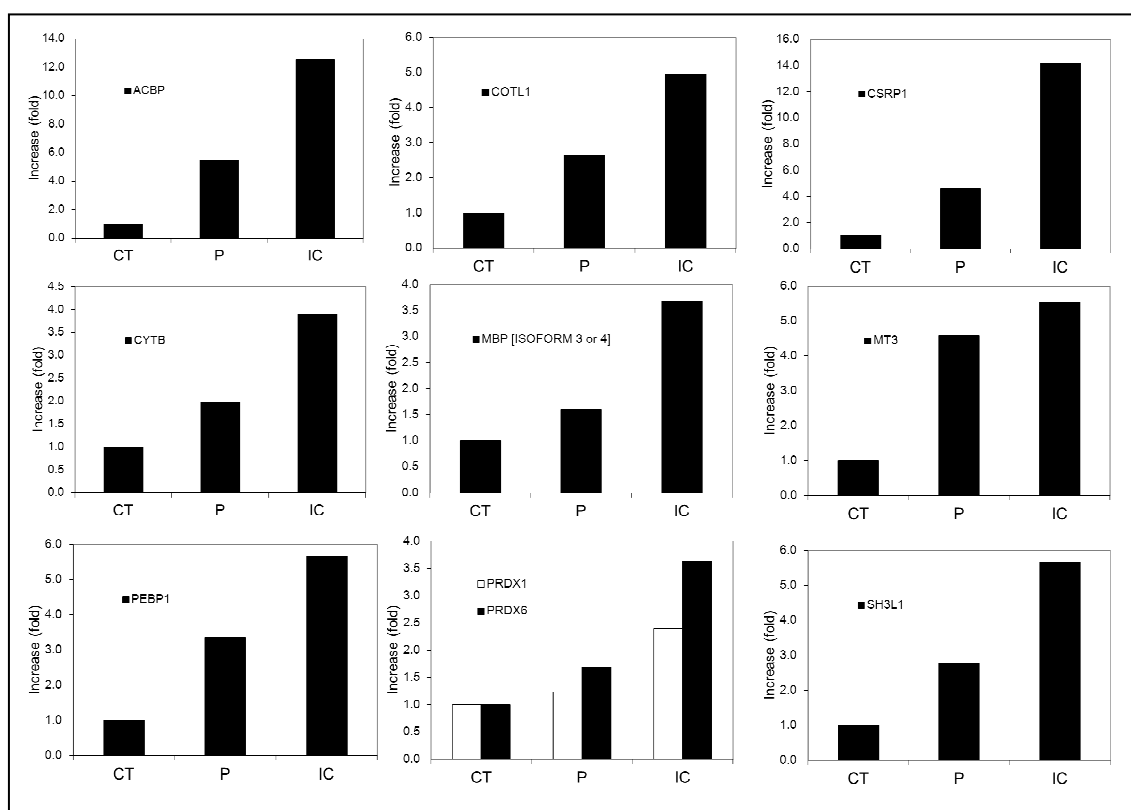 14.0
12.0
10.0
8.0
6.0
4.0
2.0
0.0
Increase (fold)
ACBP
CT P IC
6.0
5.0
4.0
3.0
2.0
1.0
0.0
Increase (fold)
COTL1
CT P IC
16.0
14.0
12.0
10.0
8.0
6.0
4.0
2.0
0.0
Increase (fold)
CSRP1
CT P IC
4.5
4.0
3.5
3.0
2.5
2.0
1.5
1.0
0.5
0.0
Increase (fold)
CYTB
CT P IC
4.0
3.5
3.0
2.5
2.0
1.5
1.0
0.5
0.0
Increase (fold)
MBP [ISOFORM 3 or 4]
CT P IC
6.0
5.0
4.0
3.0
2.0
1.0
0.0
Increase (fold)
MT3
CT P IC
6.0
5.0
4.0
3.0
2.0
1.0
0.0
Increase (fold)
PEBP1
CT P IC
4.0
3.5
3.0
2.5
2.0
1.5
1.0
0.5
0.0
Increase (fold)
PRDX1
PRDX6
CT P IC
6.0
5.0
4.0
3.0
2.0
1.0
0.0
Increase (fold)
SH3L1
CT P IC